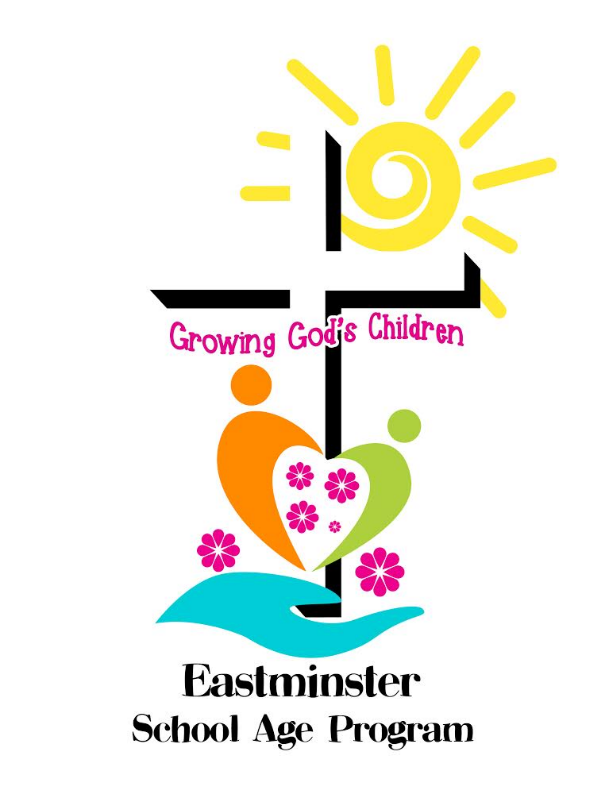 Growing God's Children
Eastminster
School Age Program